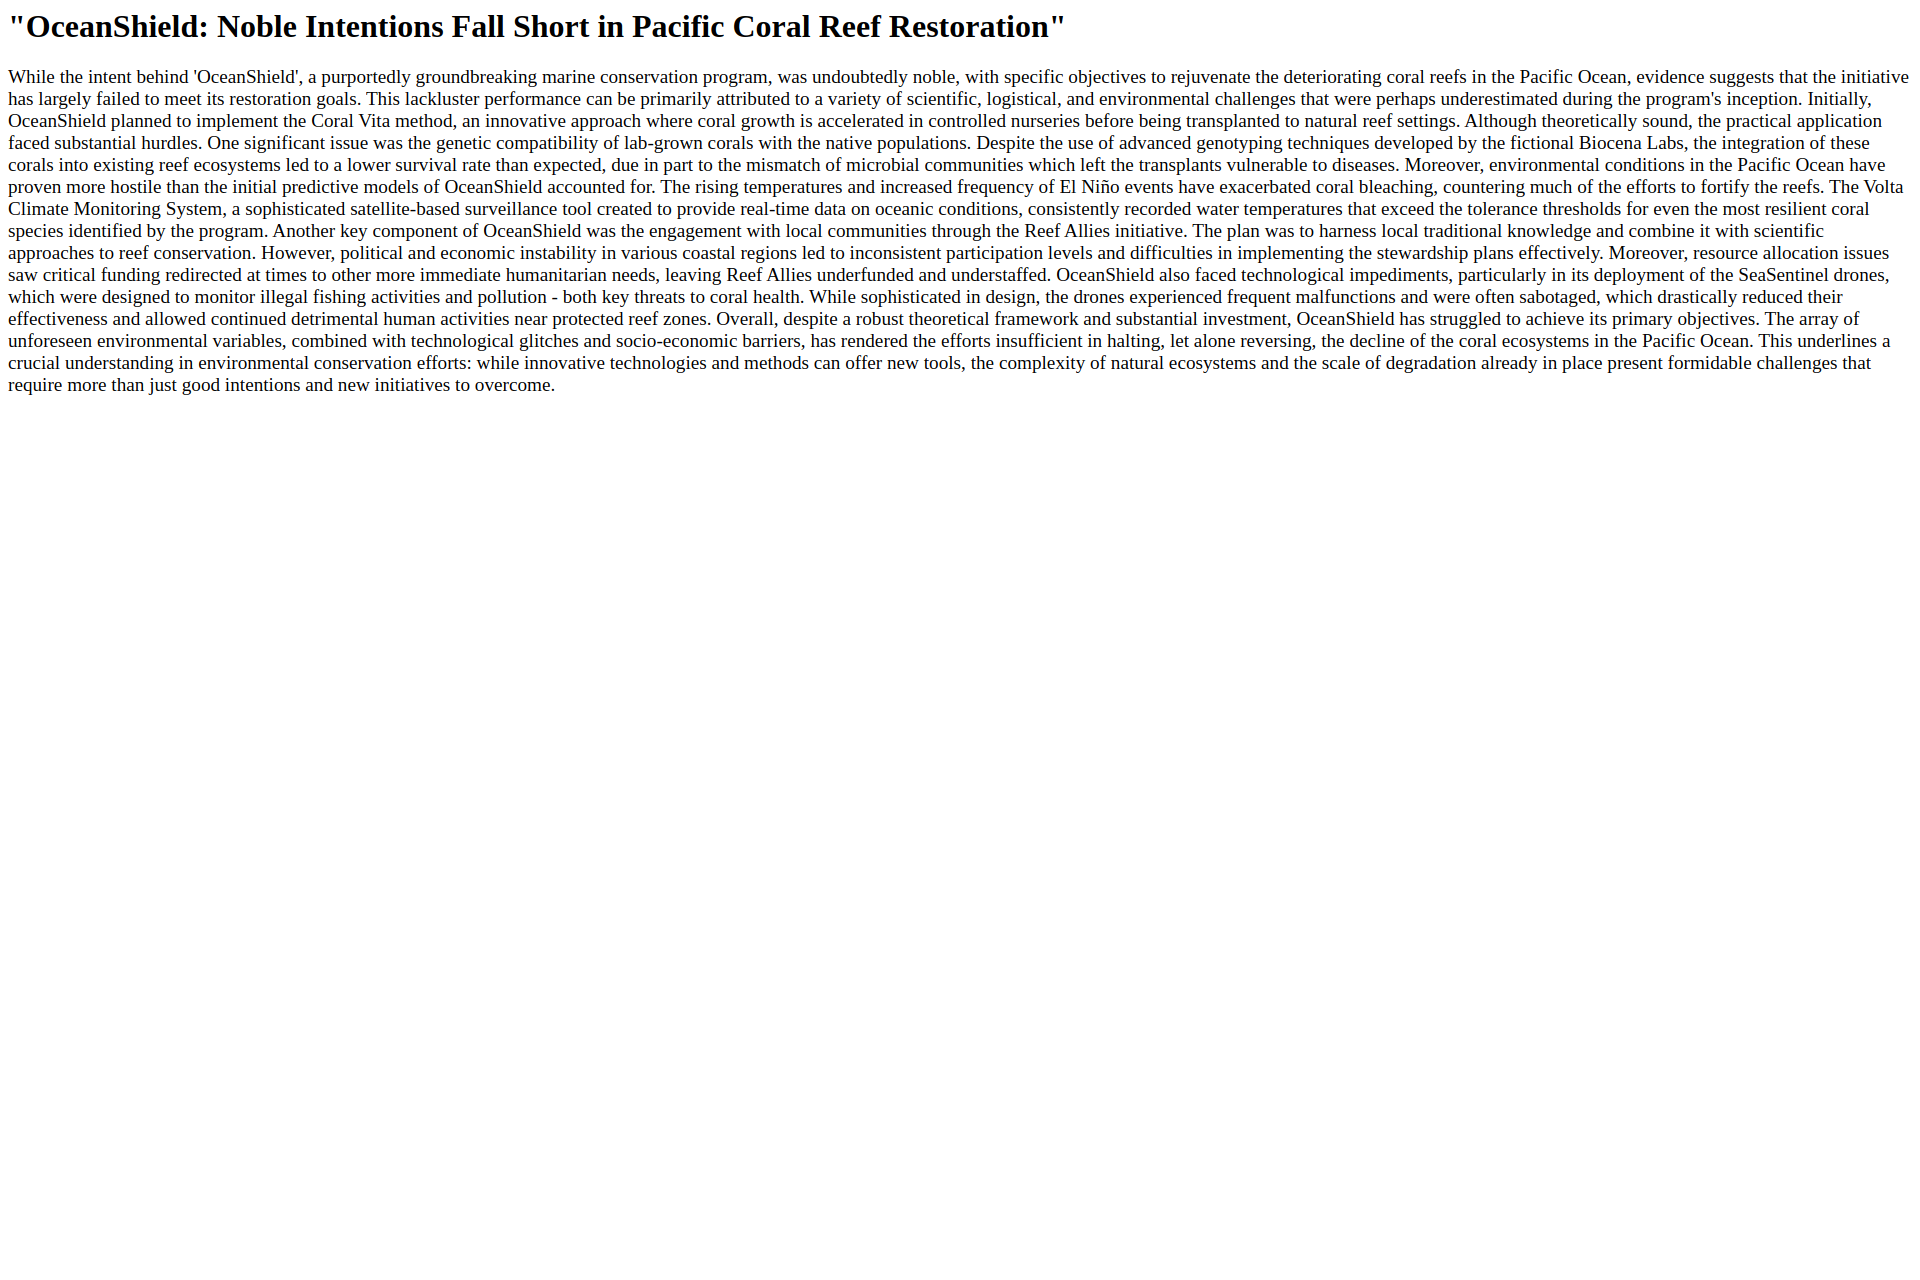 "OceanShield: Noble Intentions Fall Short in Pacific Coral Reef Restoration"
While the intent behind 'OceanShield', a purportedly groundbreaking marine conservation program, was undoubtedly noble, with specific objectives to rejuvenate the deteriorating coral reefs in the Pacific Ocean, evidence suggests that the initiative
has largely failed to meet its restoration goals. This lackluster performance can be primarily attributed to a variety of scientific, logistical, and environmental challenges that were perhaps underestimated during the program's inception. Initially,
OceanShield planned to implement the Coral Vita method, an innovative approach where coral growth is accelerated in controlled nurseries before being transplanted to natural reef settings. Although theoretically sound, the practical application
faced substantial hurdles. One significant issue was the genetic compatibility of lab-grown corals with the native populations. Despite the use of advanced genotyping techniques developed by the fictional Biocena Labs, the integration of these
corals into existing reef ecosystems led to a lower survival rate than expected, due in part to the mismatch of microbial communities which left the transplants vulnerable to diseases. Moreover, environmental conditions in the Pacific Ocean have
proven more hostile than the initial predictive models of OceanShield accounted for. The rising temperatures and increased frequency of El Niño events have exacerbated coral bleaching, countering much of the efforts to fortify the reefs. The Volta
Climate Monitoring System, a sophisticated satellite-based surveillance tool created to provide real-time data on oceanic conditions, consistently recorded water temperatures that exceed the tolerance thresholds for even the most resilient coral
species identified by the program. Another key component of OceanShield was the engagement with local communities through the Reef Allies initiative. The plan was to harness local traditional knowledge and combine it with scientific
approaches to reef conservation. However, political and economic instability in various coastal regions led to inconsistent participation levels and difficulties in implementing the stewardship plans effectively. Moreover, resource allocation issues
saw critical funding redirected at times to other more immediate humanitarian needs, leaving Reef Allies underfunded and understaffed. OceanShield also faced technological impediments, particularly in its deployment of the SeaSentinel drones,
which were designed to monitor illegal fishing activities and pollution - both key threats to coral health. While sophisticated in design, the drones experienced frequent malfunctions and were often sabotaged, which drastically reduced their
effectiveness and allowed continued detrimental human activities near protected reef zones. Overall, despite a robust theoretical framework and substantial investment, OceanShield has struggled to achieve its primary objectives. The array of
unforeseen environmental variables, combined with technological glitches and socio-economic barriers, has rendered the efforts insufficient in halting, let alone reversing, the decline of the coral ecosystems in the Pacific Ocean. This underlines a
crucial understanding in environmental conservation efforts: while innovative technologies and methods can offer new tools, the complexity of natural ecosystems and the scale of degradation already in place present formidable challenges that
require more than just good intentions and new initiatives to overcome.